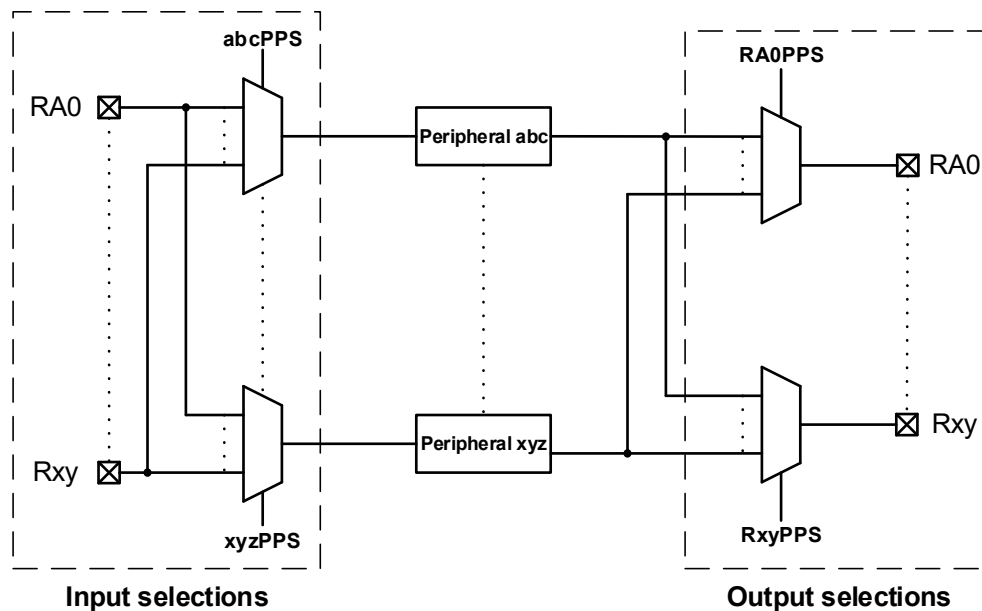 abcPPS
RA0
Rxy
xyzPPS
Peripheral abc
Peripheral xyz
RA0PPS
RA0
Rxy
RxyPPS
Input selections
Output selections